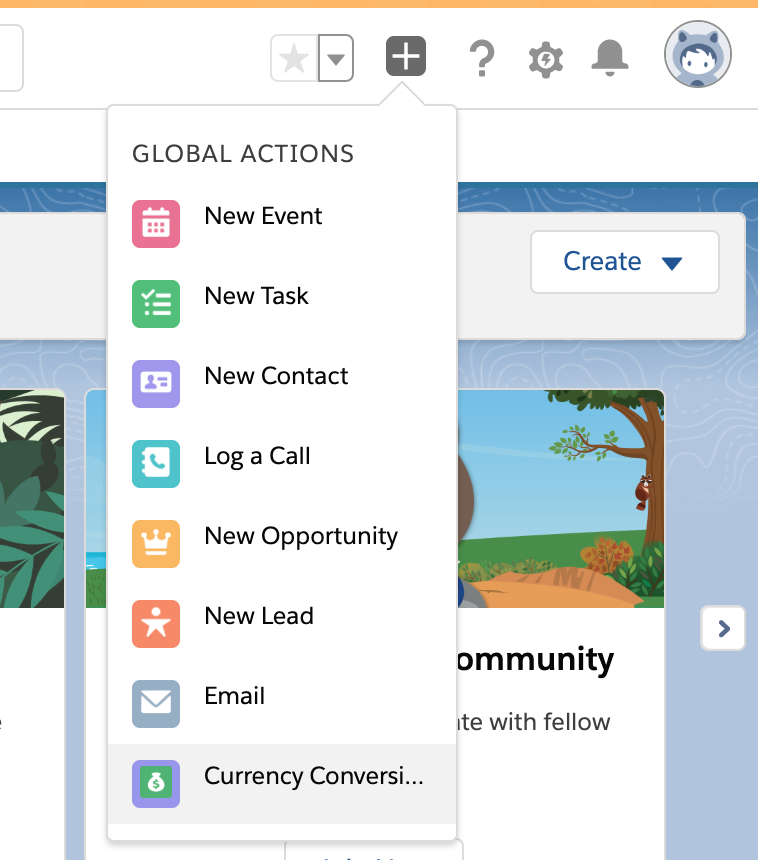 GLOBAL ACTIONS
New Event
Create
New Task
New Contact
Log a Call
New Opportunity
New Lead
ommunity
Email
te with fellow
Currency Conversi...